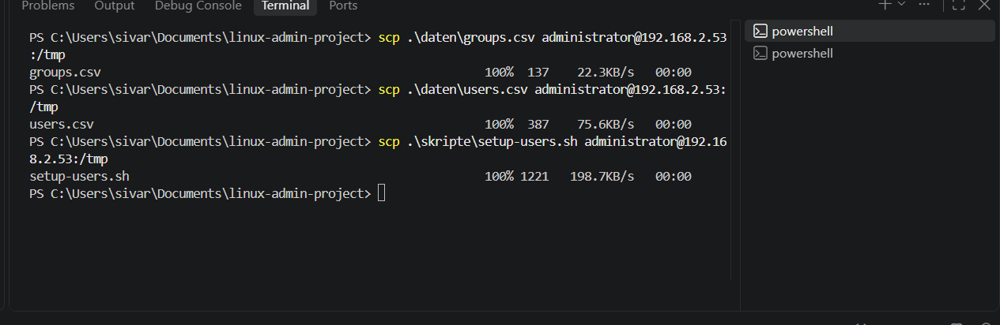 Problems Output Debug Console Terminal Ports
PS C:\Users\sivar\Documents\linux-admin-project> scp .\daten\groups.csv administrator@192.168.2.53
:/tmp
groups.csv 100% 137 22.3KB/s 00:00
PS C:\Users\sivar\Documents\linux-admin-project> scp .\daten\users.csv administrator@192.168.2.53:
/tmp
users.csv 100% 387 75.6KB/s 00:00
PS C:\Users\sivar\Documents\linux-admin-project> scp .\skripte\setup-users.sh administrator@192.16
8.2.53:/tmp
setup-users.sh 100% 1221 198.7KB/s 00:00
PS C:\Users\sivar\Documents\linux-admin-project>
powershell
powershell